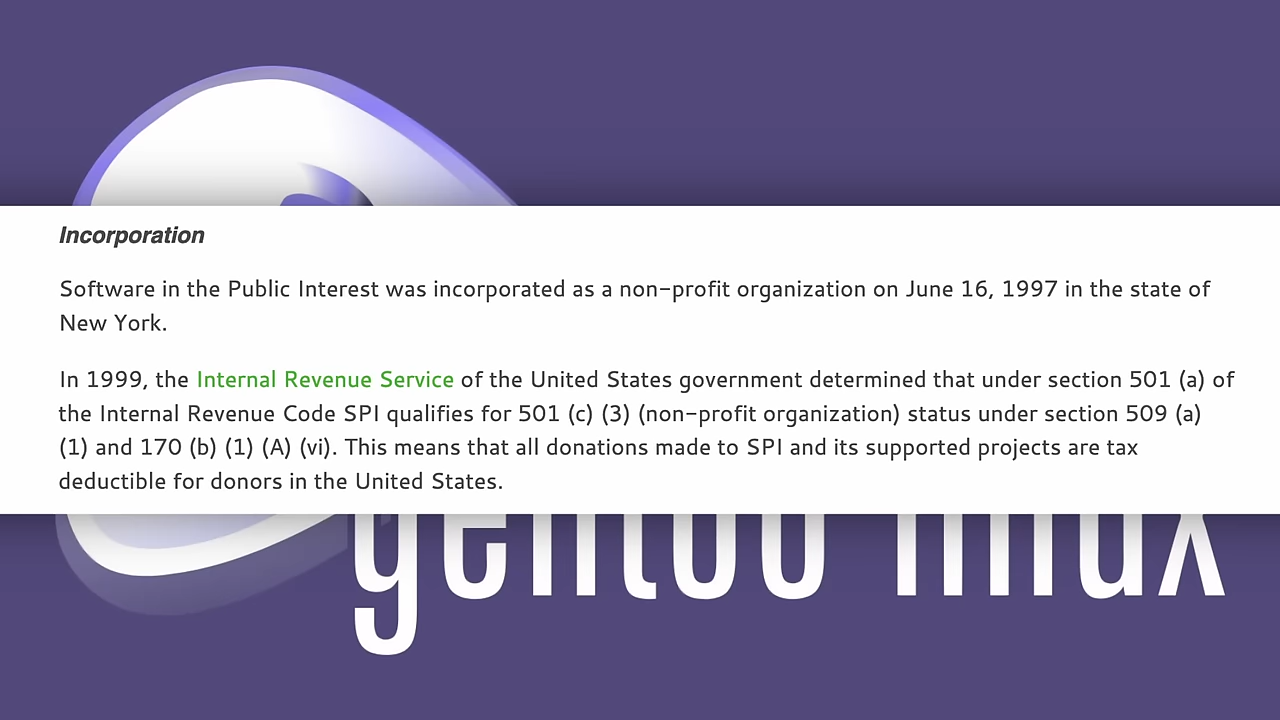 Incorporation
Software in the Public Interest was incorporated as a non-profit organization on June 16, 1997 in the state of
New York.
In 1999, the Internal Revenue Service of the United States government determined that under section 501 (a) of
the Internal Revenue Code SPI qualifies for 501 (c) (3) (non-profit organization) status under section 509 (a)
(1) and 170 (b) (1) (A) (vi). This means that all donations made to SPI and its supported projects are tax
deductible for donors in the United States.
gentoo linux